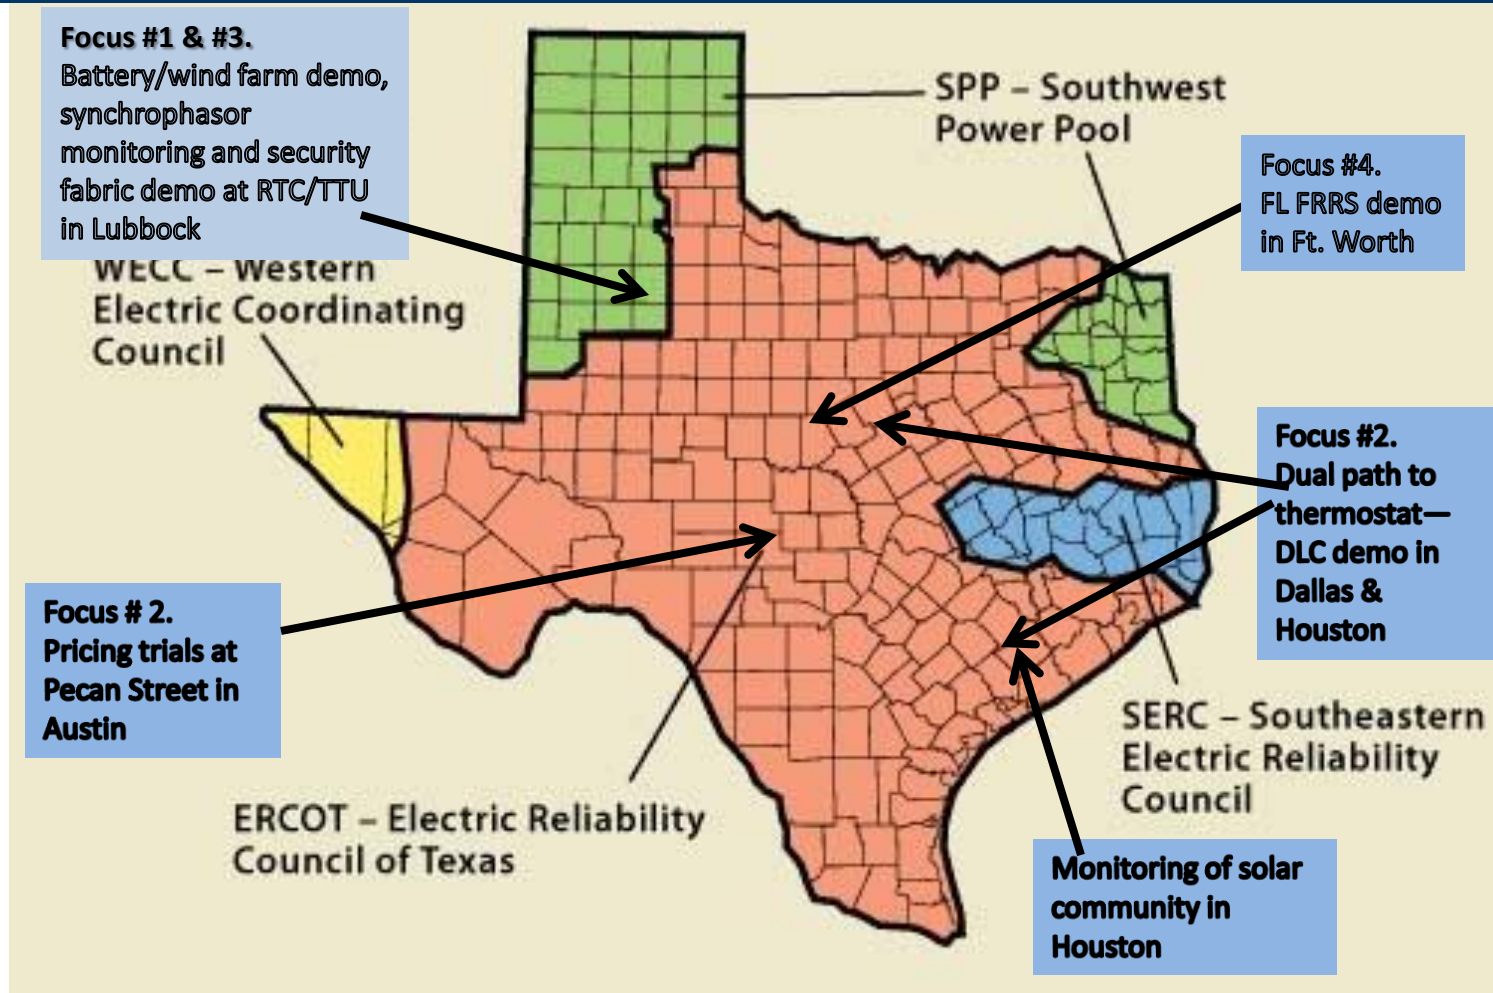 Focus #1 & #3.
Battery/wind farm demo,
synchrophasor
monitoring and security
fabric demo at RTC/TTU
in Lubbock
SPP – Southwest
Power Pool
Focus #4.
FL FRRS demo
in Ft. Worth
WECC – Western
Electric Coordinating
Council
Focus #2.
Dual path to
thermostat—
DLC demo in
Dallas &
Houston
Focus # 2.
Pricing trials at
Pecan Street in
Austin
SERC – Southeastern
Electric Reliability
Council
ERCOT – Electric Reliability
Council of Texas
Monitoring of solar
community in
Houston